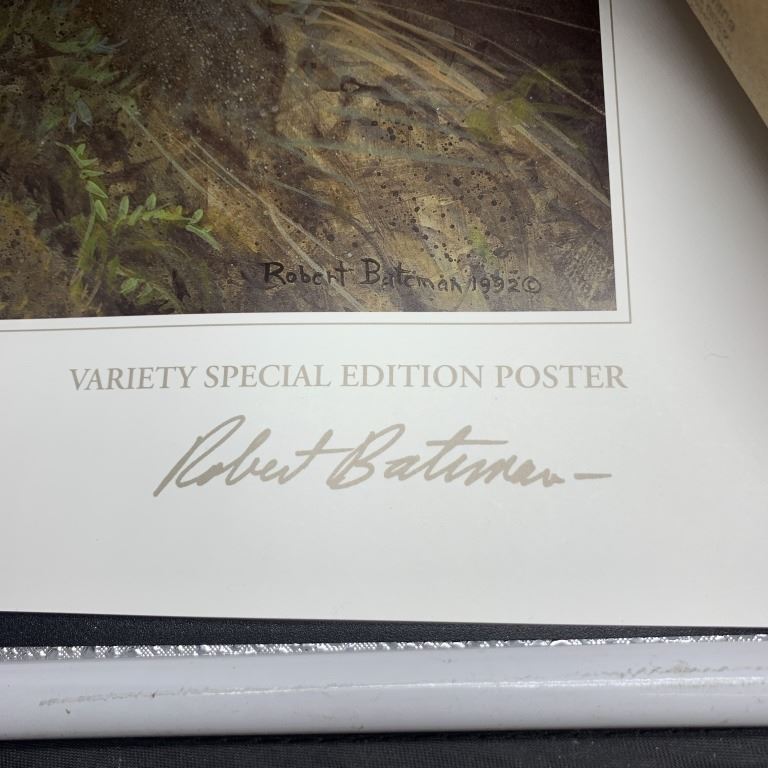 Robert Bateman 1992©
VARIETY SPECIAL EDITION POSTER
Robert Bateman